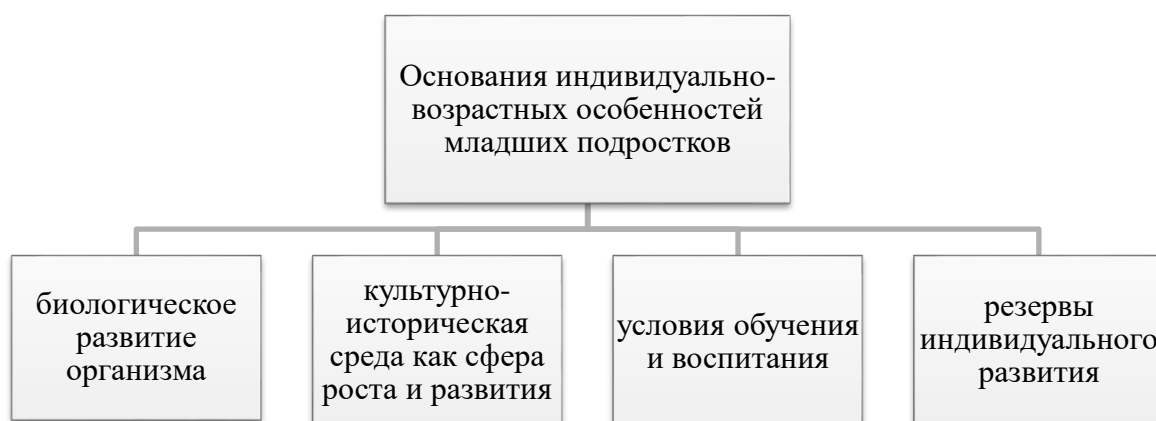 Основания индивидуально-
возрастных особенностей
младших подростков
биологическое
развитие
организма
культурно-
историческая
среда как сфера
роста и развития
условия обучения
и воспитания
резервы
индивидуального
развития